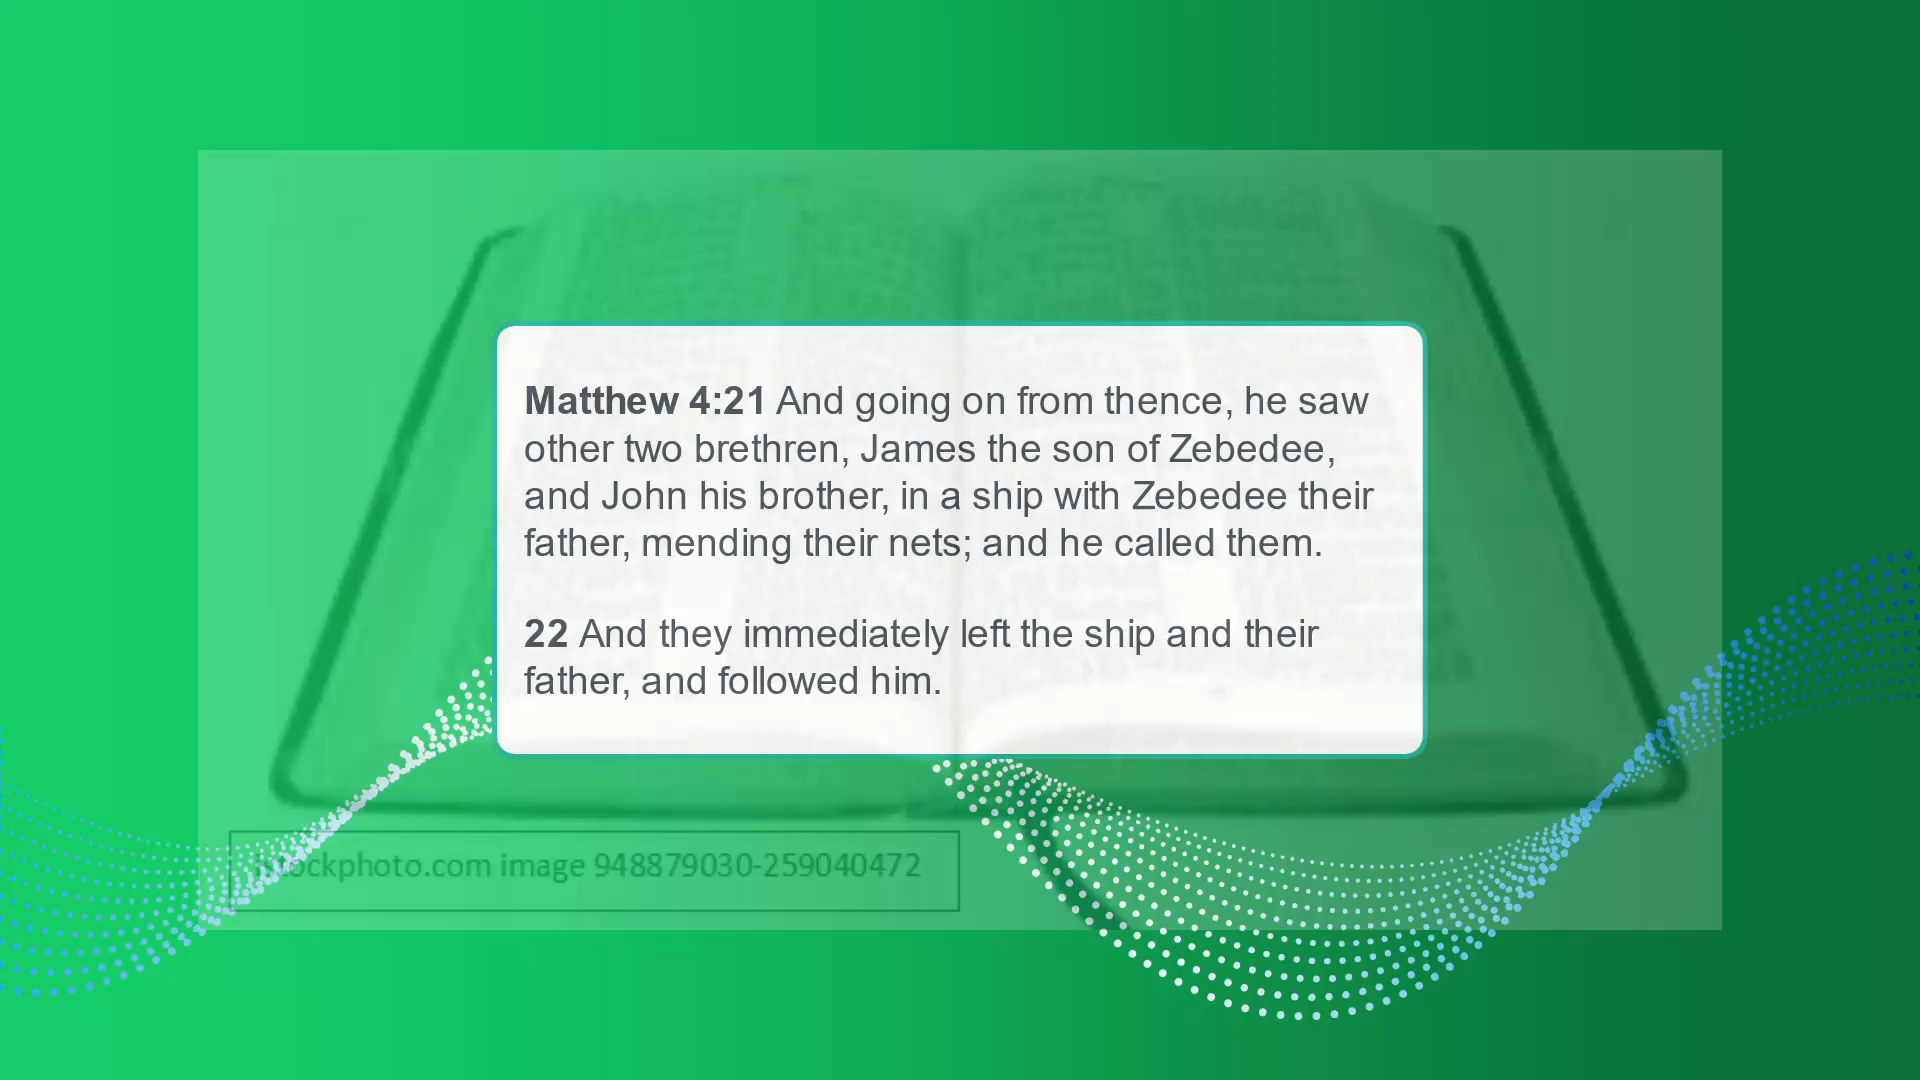 Matthew 4:21 And going on from thence, he saw
other two brethren, James the son of Zebedee,
and John his brother, in a ship with Zebedee their
father, mending their nets; and he called them.
22 And they immediately left the ship and their
father, and followed him.
image 948879030-259040472